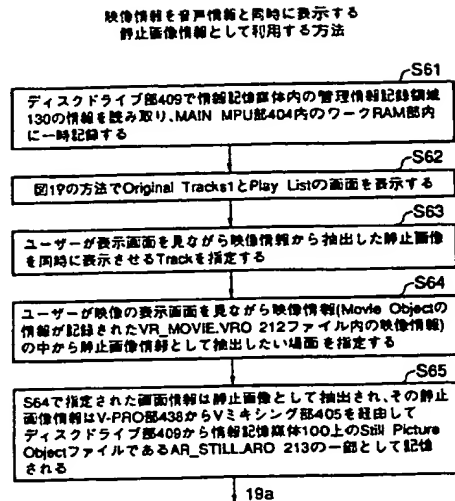 映像情報を音声情報と同時に表示する
静止画像情報として利用する方法
S61
ディスクドライブ部409で情報記憶媒体内の管理情報記録領域
130の情報を読み取り、MAIN MPU部404内のワークRAM部内
に一時記録する
S62
図19の方法でOriginal Tracks1とPlay Listの画面を表示する
S63
ユーザーが表示画面を見ながら映像情報から抽出した静止画像
を同時に表示させるTrackを指定する
S64
ユーザーが映像の表示画面を見ながら映像情報(Movie Objectの
情報が記録されたVR_MOVIE.VRO 212ファイル内の映像情報)
の中から静止画像情報として抽出したい場面を指定する
S65
S64で指定された画面情報は静止画像として抽出され、その静止
画像情報はV-PRO部438からVミキシング部405を経由して
ディスクドライブ部409から情報記憶媒体100上のStill Picture
ObjectファイルであるAR_STILL.ARO 213の一部として記憶
される
19a